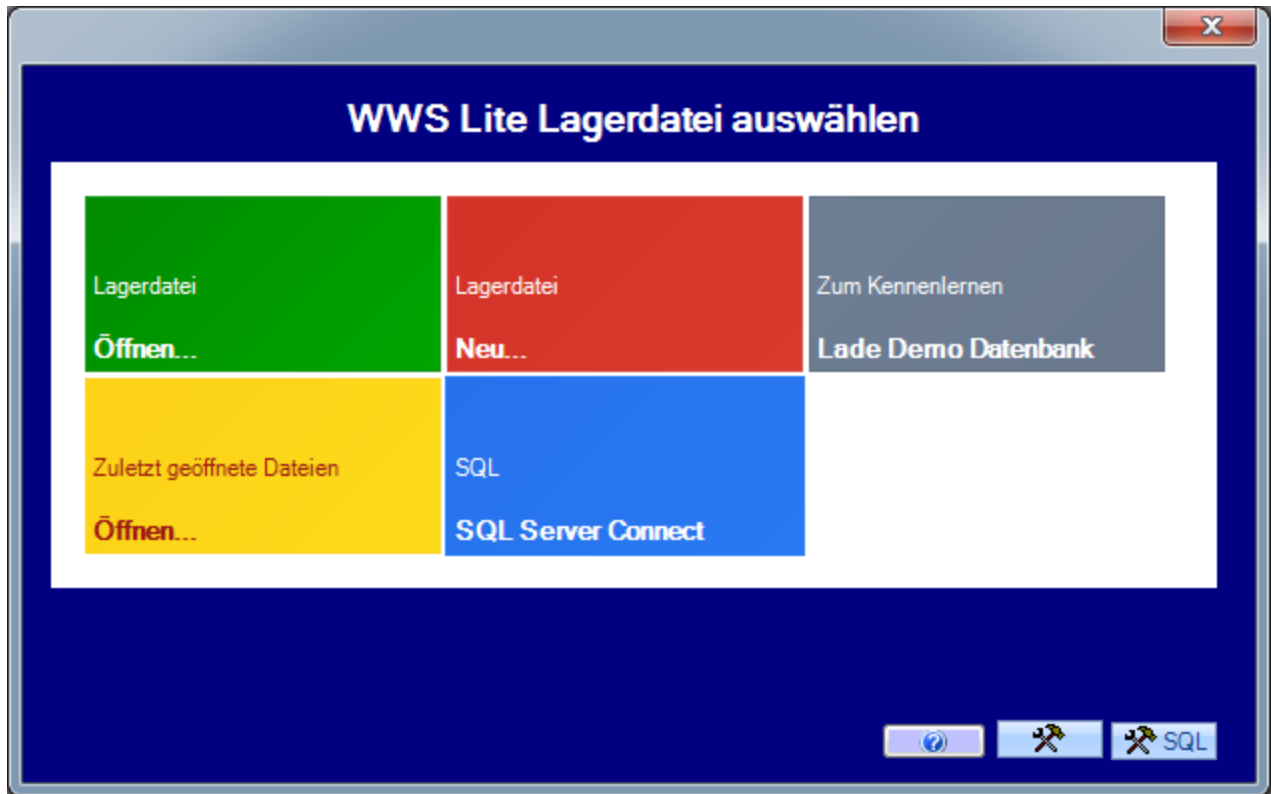 WWS Lite Lagerdatei auswählen
Lagerdatei
Öffnen...
Lagerdatei
Neu...
Zum Kennenlernen
Lade Demo Datenbank
Zuletzt geöffnete Dateien
Öffnen...
SQL
SQL Server Connect
SQL